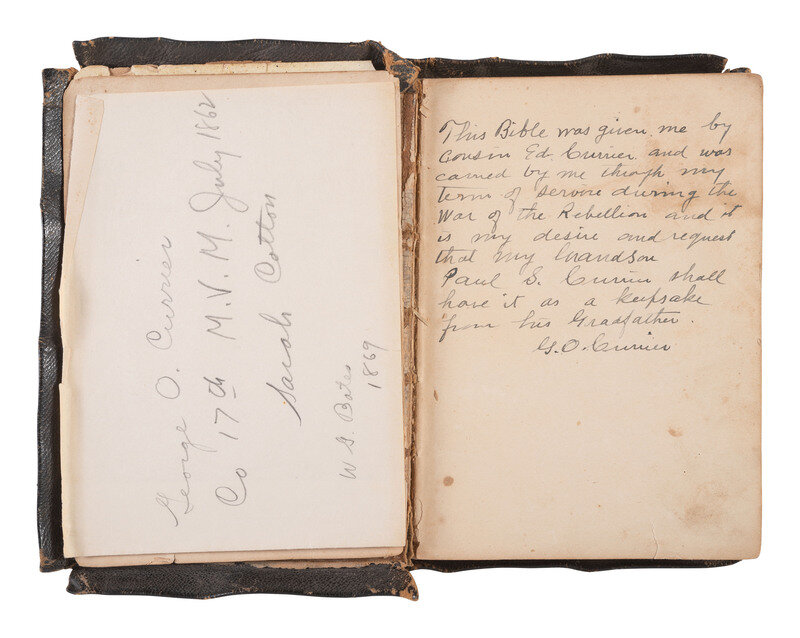 George O. Currier
Co 17th M.V.M. July 1862
Sarah Cotton
W G. Bates
1869
This Bible was given me by
Cousin Ed. Currier and was
carried by me though my
term of service during the
War of the Rebellion and it
is my desire and request
that my Grandson
Paul S. Currier shall
have it as a keepsake
from his Gradfather.
G.O. Currier